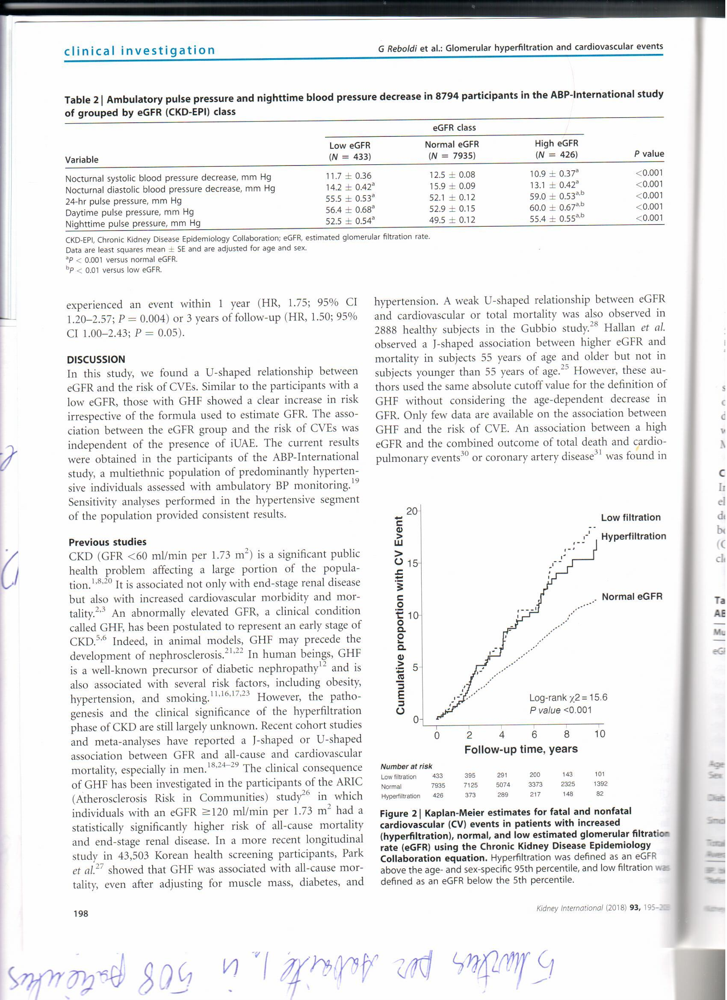 clinical investigation
G Reboldi et al.: Glomerular hyperfiltration and cardiovascular events
Table 2 | Ambulatory pulse pressure and nighttime blood pressure decrease in 8794 participants in the ABP-International study
of grouped by eGFR (CKD-EPI) class
eGFR class
Variable Low eGFR (N = 433) Normal eGFR (N = 7935) High eGFR (N = 426) P value
Nocturnal systolic blood pressure decrease, mm Hg 11.7 ± 0.36 12.5 ± 0.08 10.9 ± 0.37ᵃ <0.001
Nocturnal diastolic blood pressure decrease, mm Hg 14.2 ± 0.42ᵃ 15.9 ± 0.09 13.1 ± 0.42ᵃ <0.001
24-hr pulse pressure, mm Hg 55.5 ± 0.53ᵃ 52.1 ± 0.12 59.0 ± 0.53ᵃ,ᵇ <0.001
Daytime pulse pressure, mm Hg 56.4 ± 0.68ᵃ 52.9 ± 0.15 60.0 ± 0.67ᵃ,ᵇ <0.001
Nighttime pulse pressure, mm Hg 52.5 ± 0.54ᵃ 49.5 ± 0.12 55.4 ± 0.55ᵃ,ᵇ <0.001
CKD-EPI, Chronic Kidney Disease Epidemiology Collaboration; eGFR, estimated glomerular filtration rate.
Data are least squares mean ± SE and are adjusted for age and sex.
ᵃP < 0.001 versus normal eGFR.
ᵇP < 0.01 versus low eGFR.
experienced an event within 1 year (HR, 1.75; 95% CI
1.20–2.57; P = 0.004) or 3 years of follow-up (HR, 1.50; 95%
CI 1.00–2.43; P = 0.05).
DISCUSSION
In this study, we found a U-shaped relationship between
eGFR and the risk of CVEs. Similar to the participants with a
low eGFR, those with GHF showed a clear increase in risk
irrespective of the formula used to estimate GFR. The asso-
ciation between the eGFR group and the risk of CVEs was
independent of the presence of iUAE. The current results
were obtained in the participants of the ABP-International
study, a multiethnic population of predominantly hyperten-
sive individuals assessed with ambulatory BP monitoring.¹⁹
Sensitivity analyses performed in the hypertensive segment
of the population provided consistent results.
Previous studies
CKD (GFR <60 ml/min per 1.73 m²) is a significant public
health problem affecting a large portion of the popula-
tion.¹,⁸,²⁰ It is associated not only with end-stage renal disease
but also with increased cardiovascular morbidity and mor-
tality.²,³ An abnormally elevated GFR, a clinical condition
called GHF, has been postulated to represent an early stage of
CKD.⁵,⁶ Indeed, in animal models, GHF may precede the
development of nephrosclerosis.²¹,²² In human beings, GHF
is a well-known precursor of diabetic nephropathy¹² and is
also associated with several risk factors, including obesity,
hypertension, and smoking.¹¹,¹⁶,¹⁷,²³ However, the patho-
genesis and the clinical significance of the hyperfiltration
phase of CKD are still largely unknown. Recent cohort studies
and meta-analyses have reported a J-shaped or U-shaped
association between GFR and all-cause and cardiovascular
mortality, especially in men.¹⁸,²⁴–²⁹ The clinical consequence
of GHF has been investigated in the participants of the ARIC
(Atherosclerosis Risk in Communities) study²⁶ in which
individuals with an eGFR ≥120 ml/min per 1.73 m² had a
statistically significantly higher risk of all-cause mortality
and end-stage renal disease. In a more recent longitudinal
study in 43,503 Korean health screening participants, Park
et al.²⁷ showed that GHF was associated with all-cause mor-
tality, even after adjusting for muscle mass, diabetes, and
hypertension. A weak U-shaped relationship between eGFR
and cardiovascular or total mortality was also observed in
2888 healthy subjects in the Gubbio study.²⁸ Hallan et al.
observed a J-shaped association between higher eGFR and
mortality in subjects 55 years of age and older but not in
subjects younger than 55 years of age.²⁵ However, these au-
thors used the same absolute cutoff value for the definition of
GHF without considering the age-dependent decrease in
GFR. Only few data are available on the association between
GHF and the risk of CVE. An association between a high
eGFR and the combined outcome of total death and cardio-
pulmonary events³⁰ or coronary artery disease³¹ was found in
Cumulative proportion with CV Event
20
15
10
5
0
Low filtration
Hyperfiltration
Normal eGFR
Log-rank χ2 = 15.6
P value <0.001
0 2 4 6 8 10
Follow-up time, years
Number at risk
Low filtration 433 395 291 200 143 101
Normal 7935 7125 5074 3373 2325 1392
Hyperfiltration 426 373 289 217 148 82
Figure 2 | Kaplan-Meier estimates for fatal and nonfatal
cardiovascular (CV) events in patients with increased
(hyperfiltration), normal, and low estimated glomerular filtration
rate (eGFR) using the Chronic Kidney Disease Epidemiology
Collaboration equation. Hyperfiltration was defined as an eGFR
above the age- and sex-specific 95th percentile, and low filtration was
defined as an eGFR below the 5th percentile.
198
Kidney International (2018) 93, 195–203